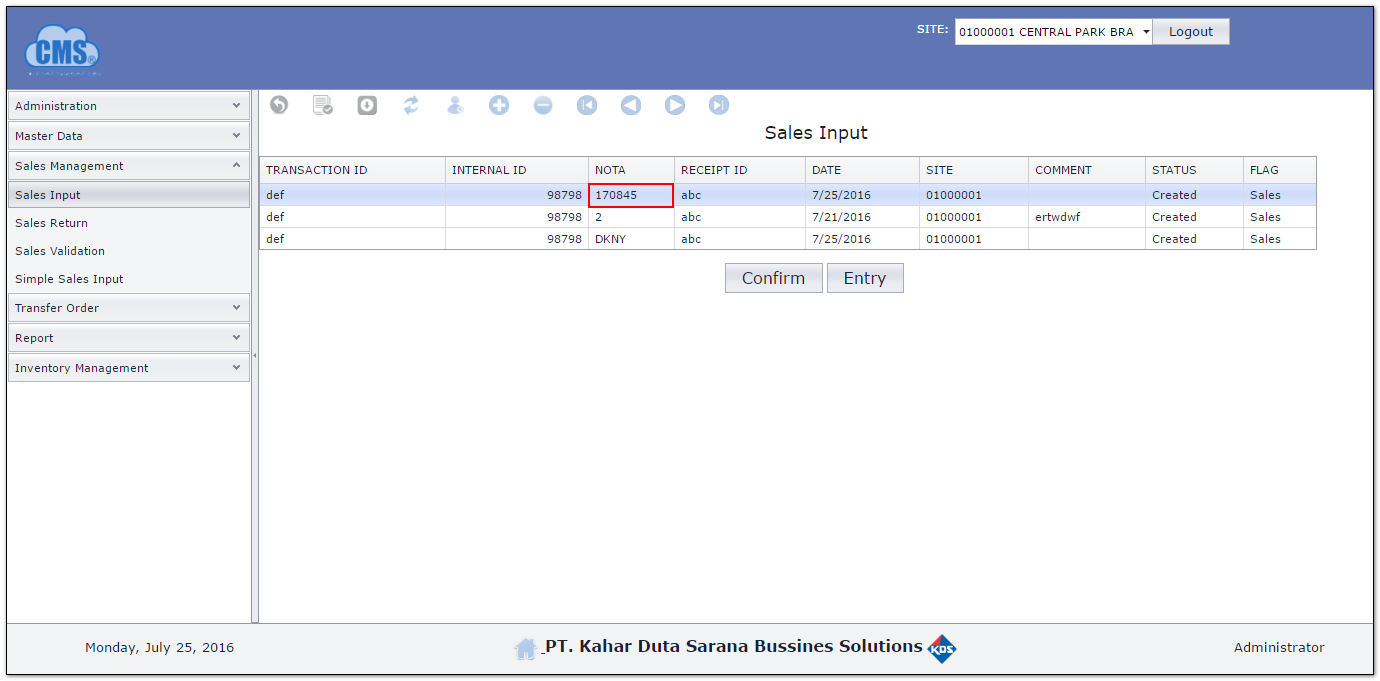 CMS
SITE: 01000001 CENTRAL PARK BRA Logout
Administration
Master Data
Sales Management
Sales Input
Sales Return
Sales Validation
Simple Sales Input
Transfer Order
Report
Inventory Management
Sales Input
TRANSACTION ID INTERNAL ID NOTA RECEIPT ID DATE SITE COMMENT STATUS FLAG
def 98798 170845 abc 7/25/2016 01000001 Created Sales
def 98798 2 abc 7/21/2016 01000001 ertwdwf Created Sales
def 98798 DKNY abc 7/25/2016 01000001 Created Sales
Confirm Entry
Monday, July 25, 2016 PT. Kahar Duta Sarana Bussines Solutions KDS Administrator